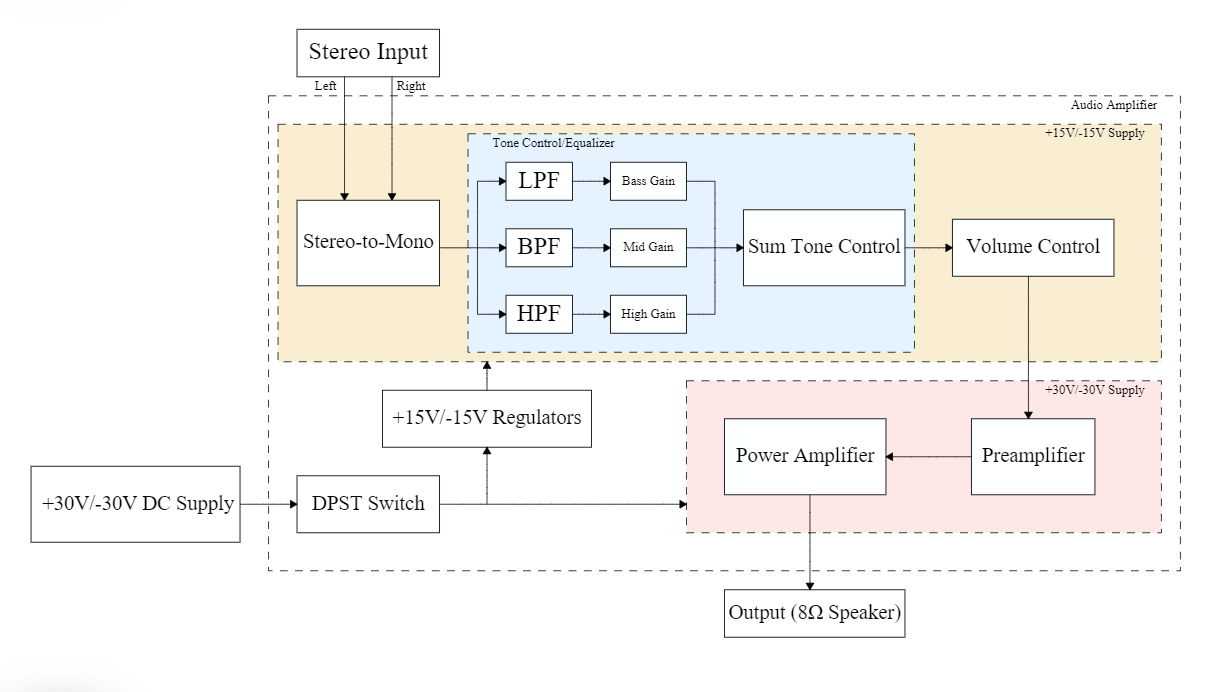 Stereo Input
Left
Right
Audio Amplifier
+15V/-15V Supply
Tone Control/Equalizer
LPF
Bass Gain
Stereo-to-Mono
BPF
Mid Gain
Sum Tone Control
Volume Control
HPF
High Gain
+15V/-15V Regulators
+30V/-30V Supply
Power Amplifier
Preamplifier
+30V/-30V DC Supply
DPST Switch
Output (8Ω Speaker)